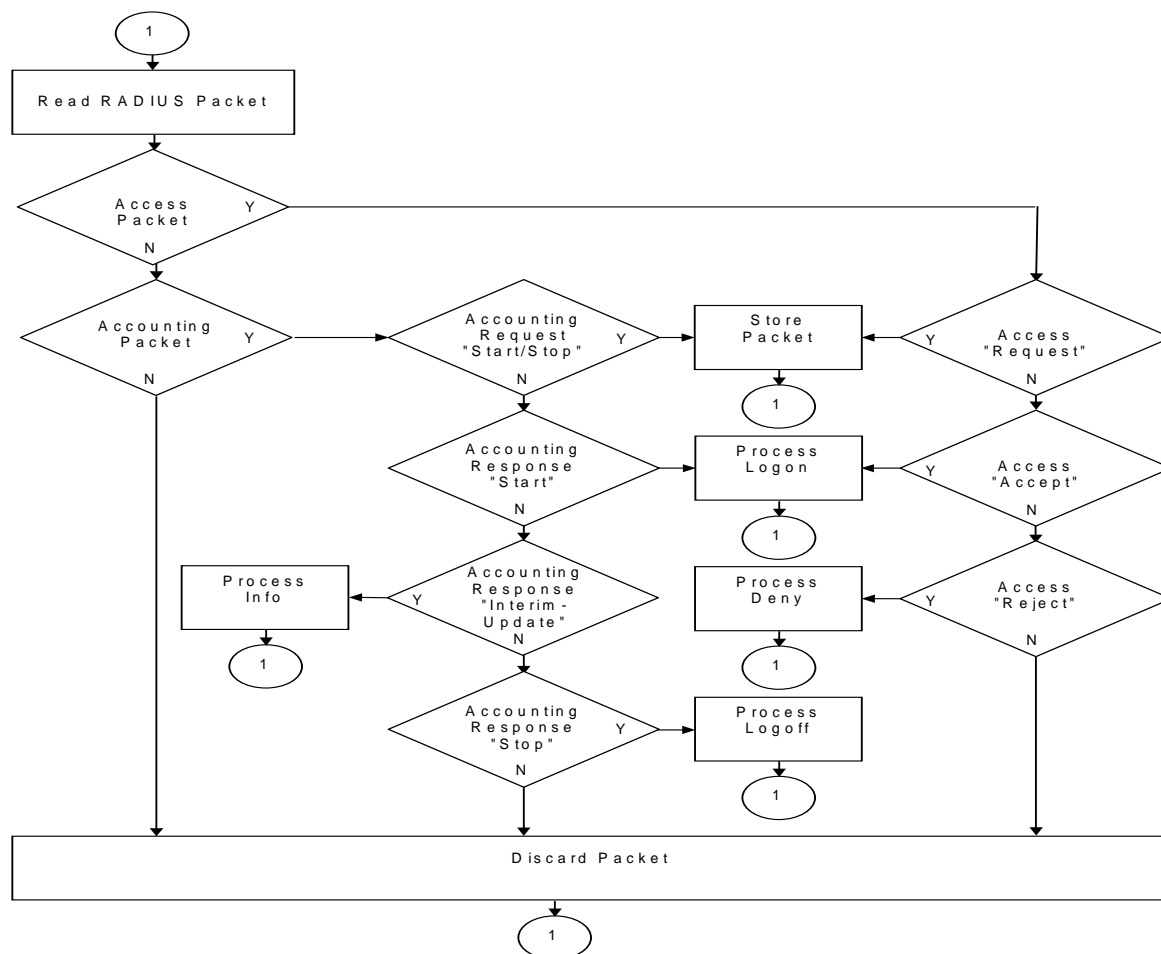 1
Read RADIUS Packet
Access
Packet
Y
N
Accounting
Packet
Y
N
Accounting
Request
"Start/Stop"
Y
N
Store
Packet
1
Y
Access
"Request"
N
Accounting
Response
"Start"
N
Process
Logon
1
Y
Access
"Accept"
N
Process
Info
1
Y
Accounting
Response
"Interim-
Update"
N
Process
Deny
1
Y
Access
"Reject"
N
Accounting
Response
"Stop"
Y
N
Process
Logoff
1
Discard Packet
1